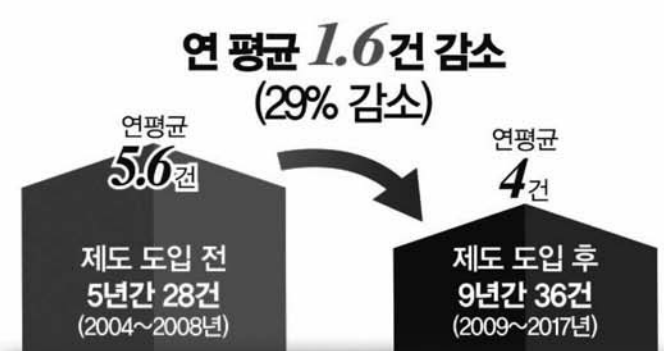 연 평균 1.6건 감소
(29% 감소)
연평균
5.6건
연평균
4건
제도 도입 전
5년간 28건
(2004~2008년)
제도 도입 후
9년간 36건
(2009~2017년)